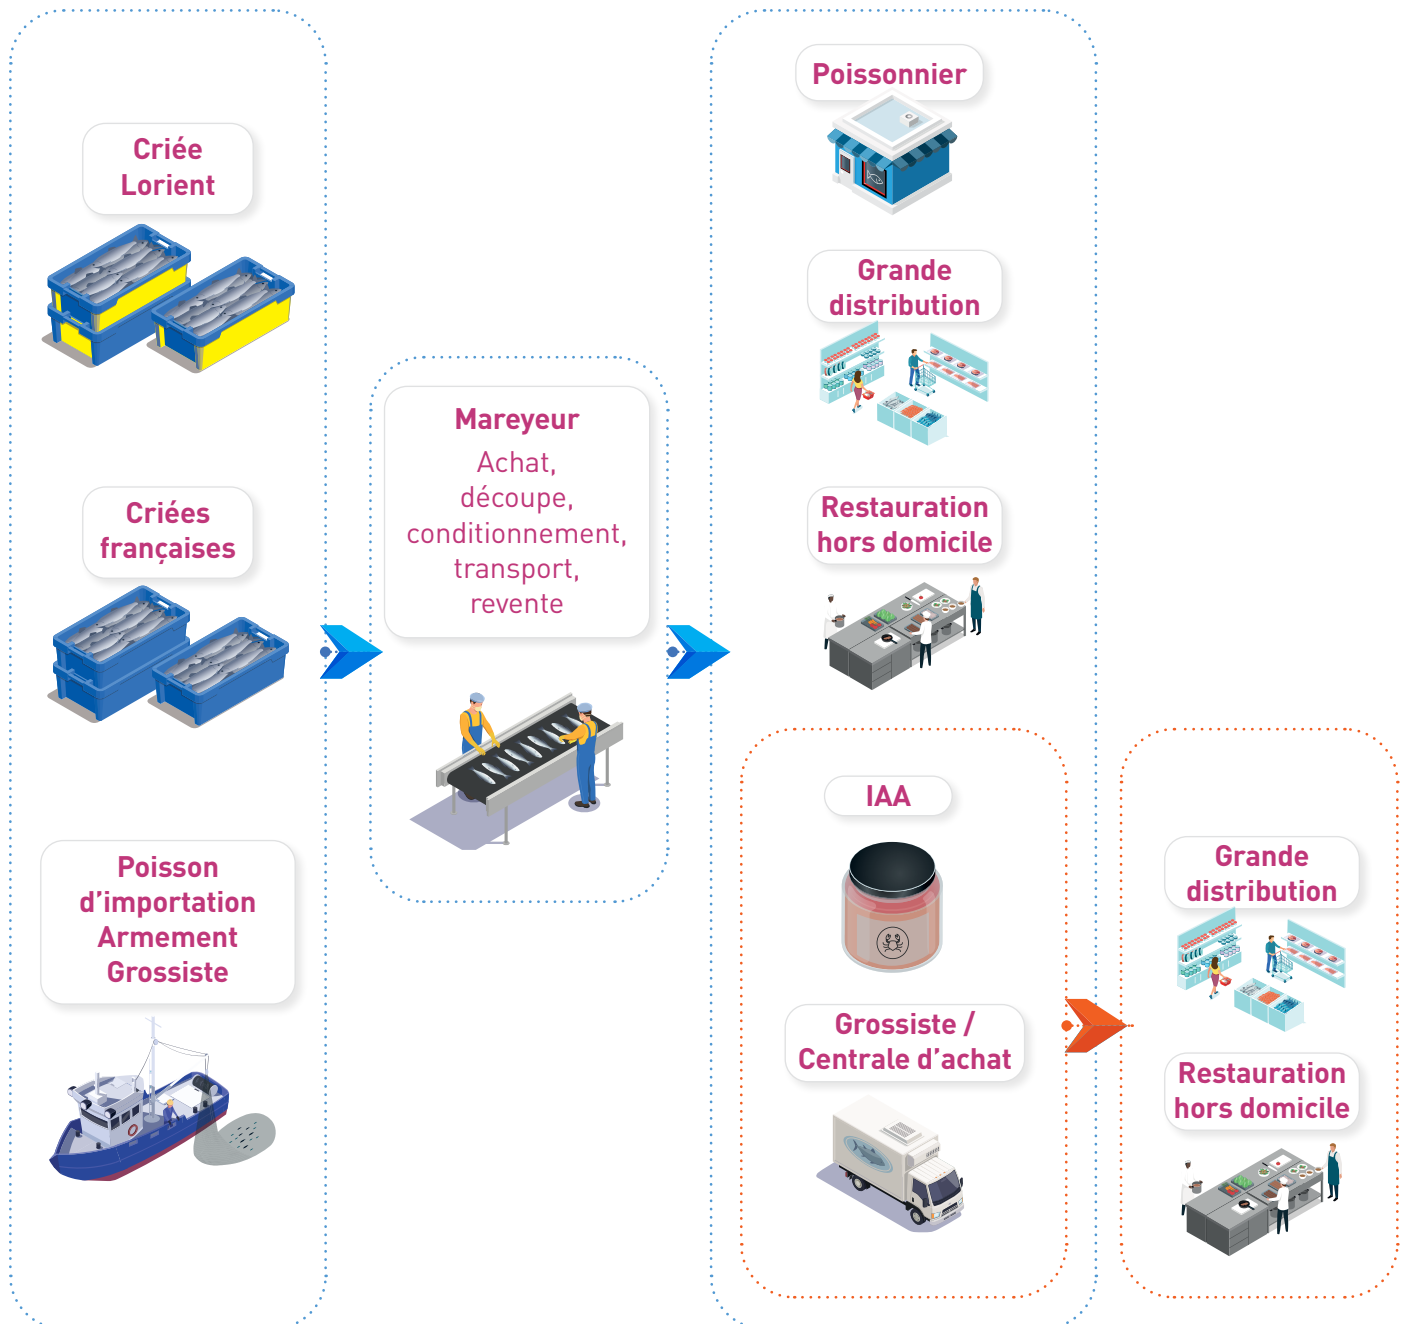 Criée
Lorient
Criées
françaises
Poisson
d'importation
Armement
Grossiste
Mareyeur
Achat,
découpe,
conditionnement,
transport,
revente
Poissonnier
Grande
distribution
Restauration
hors domicile
IAA
Grossiste /
Centrale d'achat
Grande
distribution
Restauration
hors domicile